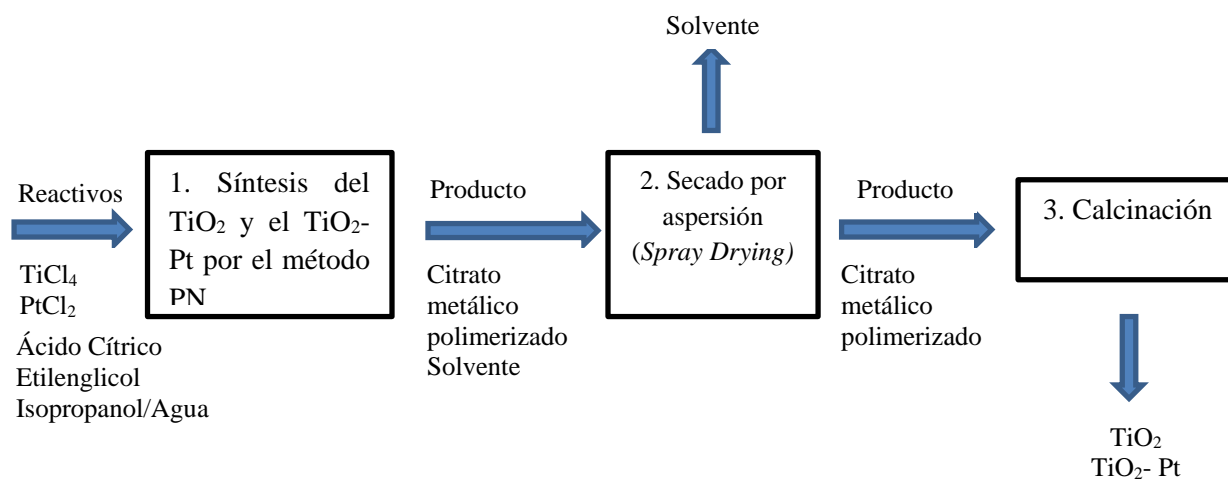 Solvente
Reactivos
TiCl₄
PtCl₂
Ácido Cítrico
Etilenglicol
Isopropanol/Agua
1. Síntesis del
TiO₂ y el TiO₂-
Pt por el método
PN
Producto
Citrato
metálico
polimerizado
Solvente
2. Secado por
aspersión
(Spray Drying)
Producto
Citrato
metálico
polimerizado
3. Calcinación
TiO₂
TiO₂- Pt